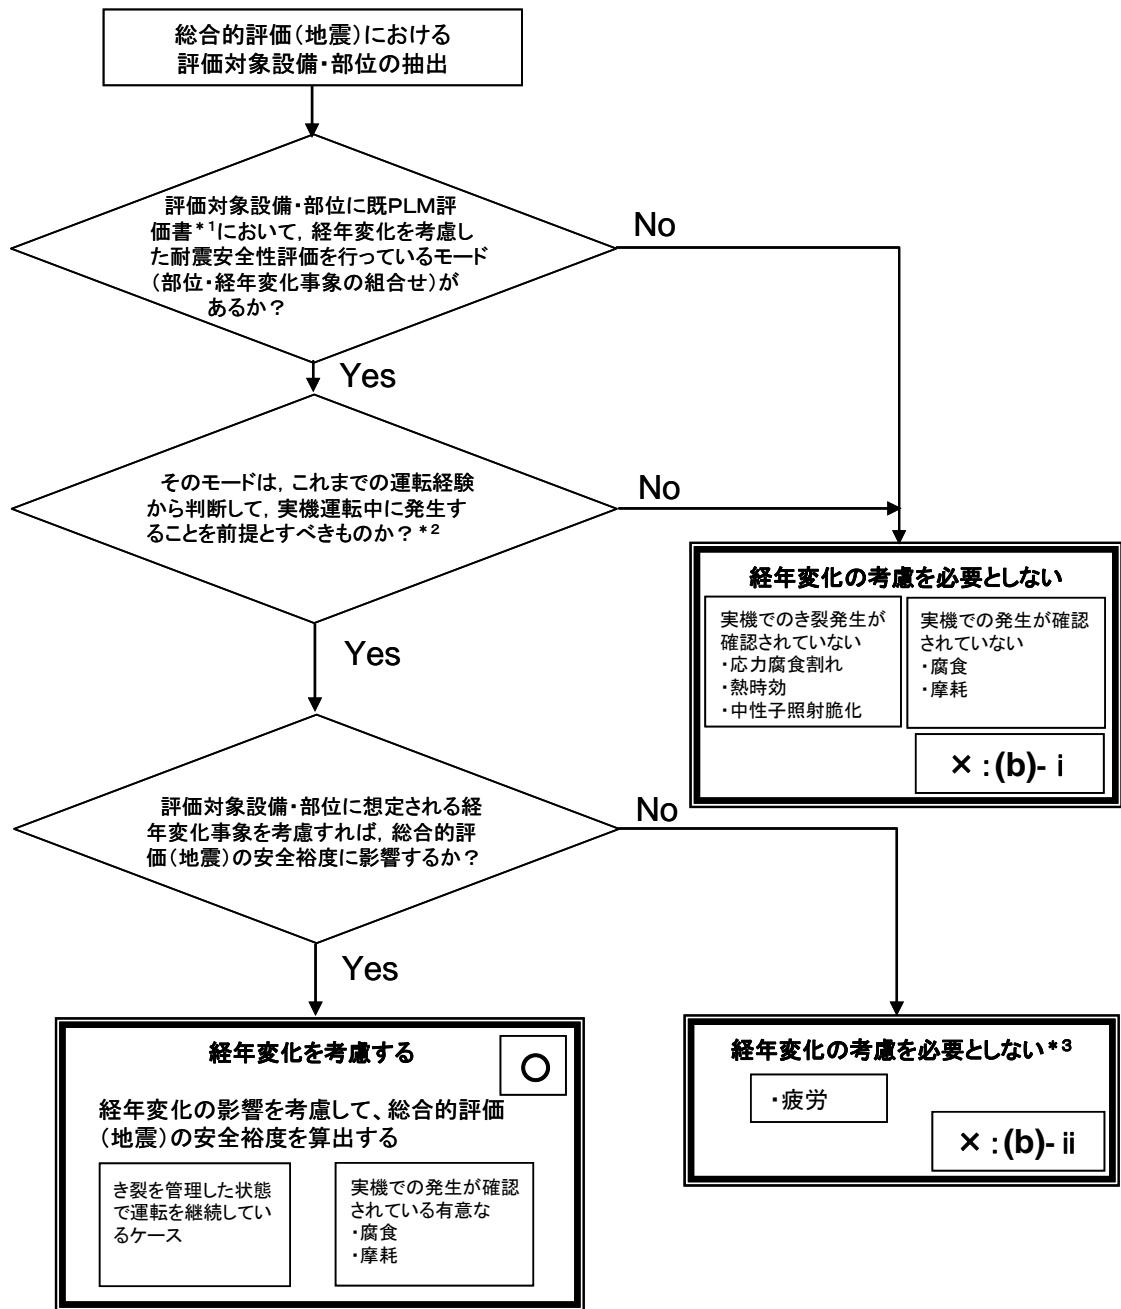 総合的評価(地震)における
評価対象設備・部位の抽出
評価対象設備・部位に既PLM評
価書*1において,経年変化を考慮し
た耐震安全性評価を行っているモード
(部位・経年変化事象の組合せ)が
あるか?
No
Yes
そのモードは,これまでの運転経験
から判断して,実機運転中に発生す
ることを前提とすべきものか?*2
No
Yes
経年変化の考慮を必要としない
実機でのき裂発生が
確認されていない
・応力腐食割れ
・熱時効
・中性子照射脆化
実機での発生が確認
されていない
・腐食
・摩耗
×:(b)-ⅰ
評価対象設備・部位に想定される経
年変化事象を考慮すれば,総合的評
価(地震)の安全裕度に影響するか?
No
Yes
経年変化を考慮する
○
経年変化の影響を考慮して、総合的評価
(地震)の安全裕度を算出する
き裂を管理した状態
で運転を継続してい
るケース
実機での発生が確認
されている有意な
・腐食
・摩耗
経年変化の考慮を必要としない*3
・疲労
×:(b)-ⅱ